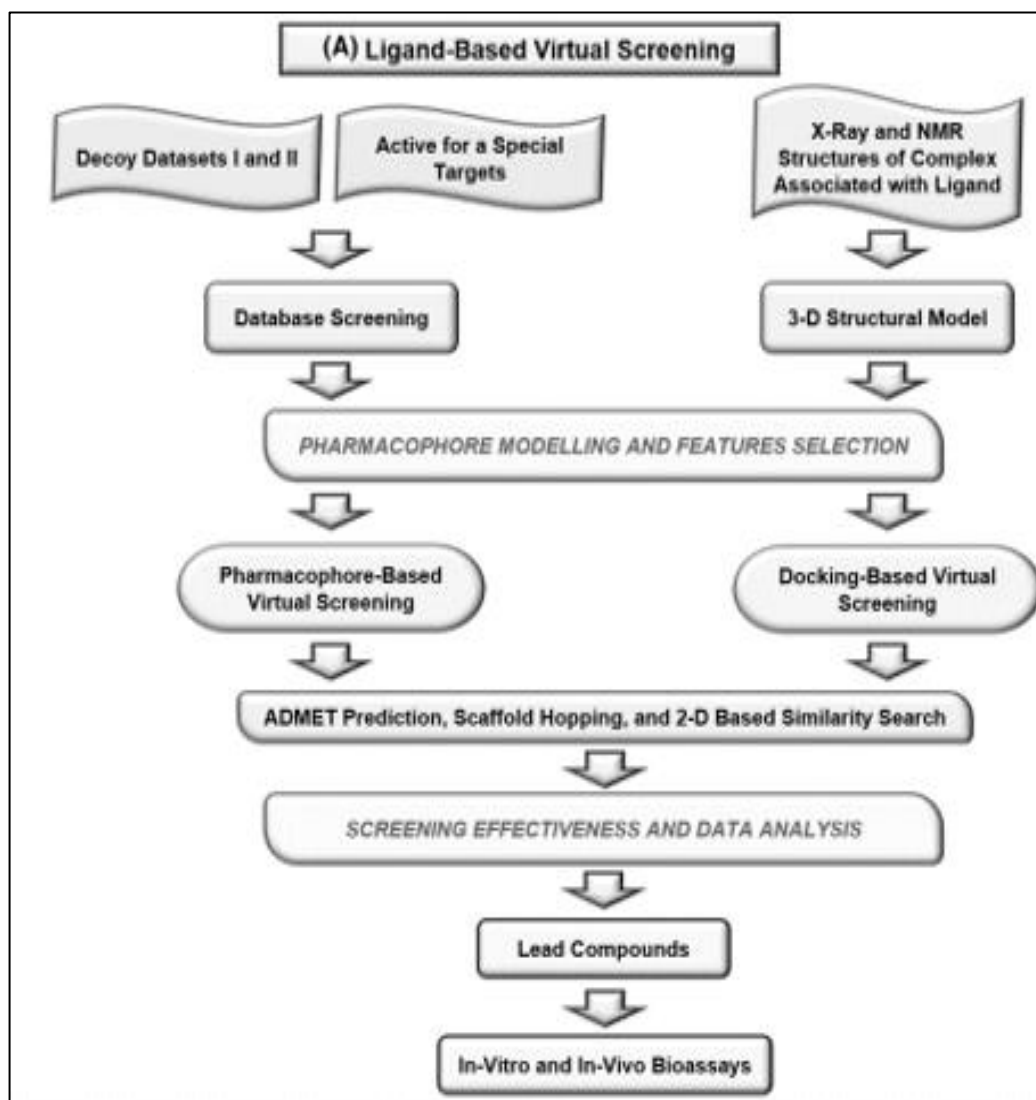 (A) Ligand-Based Virtual Screening
Decoy Datasets I and II
Active for a Special
Targets
X-Ray and NMR
Structures of Complex
Associated with Ligand
Database Screening
3-D Structural Model
PHARMACOPHORE MODELLING AND FEATURES SELECTION
Pharmacophore-Based
Virtual Screening
Docking-Based Virtual
Screening
ADMET Prediction, Scaffold Hopping, and 2-D Based Similarity Search
SCREENING EFFECTIVENESS AND DATA ANALYSIS
Lead Compounds
In-Vitro and In-Vivo Bioassays